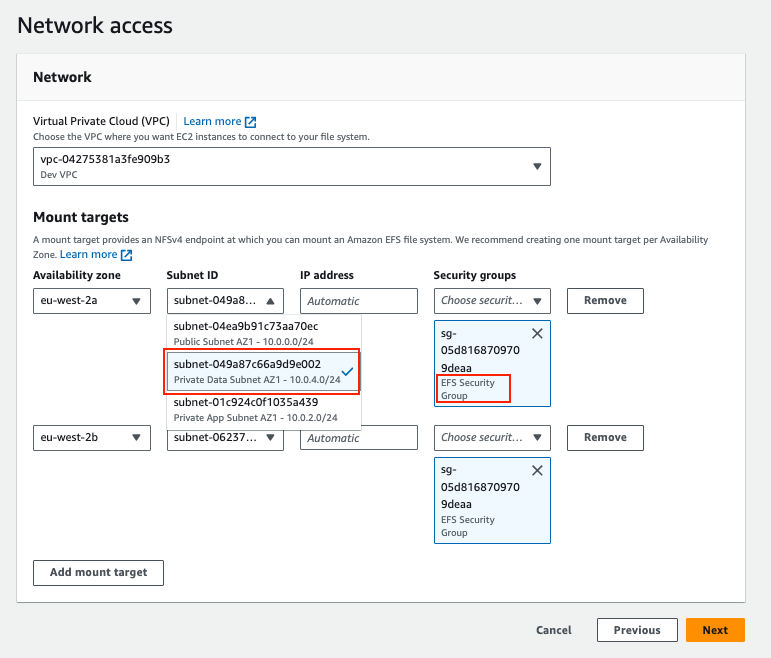 Network access
Network
Virtual Private Cloud (VPC) Learn more
Choose the VPC where you want EC2 instances to connect to your file system.
vpc-04275381a3fe909b3
Dev VPC
Mount targets
A mount target provides an NFSv4 endpoint at which you can mount an Amazon EFS file system. We recommend creating one mount target per Availability
Zone. Learn more
Availability zone Subnet ID IP address Security groups
eu-west-2a subnet-049a8... Automatic Choose securit... Remove
subnet-04ea9b91c73aa70ec
Public Subnet AZ1 - 10.0.0.0/24
subnet-049a87c66a9d9e002
Private Data Subnet AZ1 - 10.0.4.0/24
subnet-01c924c0f1035a439
Private App Subnet AZ1 - 10.0.2.0/24
sg-
05d816870970
9deaa
EFS Security
Group
eu-west-2b subnet-06237... Automatic Choose securit... Remove
sg-
05d816870970
9deaa
EFS Security
Group
Add mount target
Cancel Previous Next